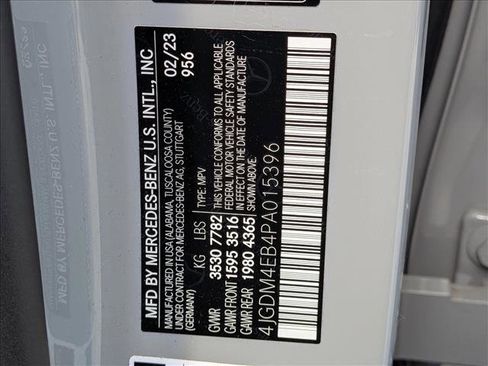 MFD BY MERCEDES-BENZ U.S. INTL., INC
MANUFACTURED IN USA (ALABAMA, TUSCALOOSA COUNTY)
UNDER CONTRACT FOR MERCEDES-BENZ AG, STUTTGART
(GERMANY)
02/23
956
TYPE: MPV
KG LBS
GVWR 3530 7782
GAWR FRONT 1595 3516
GAWR REAR 1980 4365
THIS VEHICLE CONFORMS TO ALL APPLICABLE
FEDERAL MOTOR VEHICLE SAFETY STANDARDS
IN EFFECT ON THE DATE OF MANUFACTURE
SHOWN ABOVE.
4JGDM4EB4PA015396